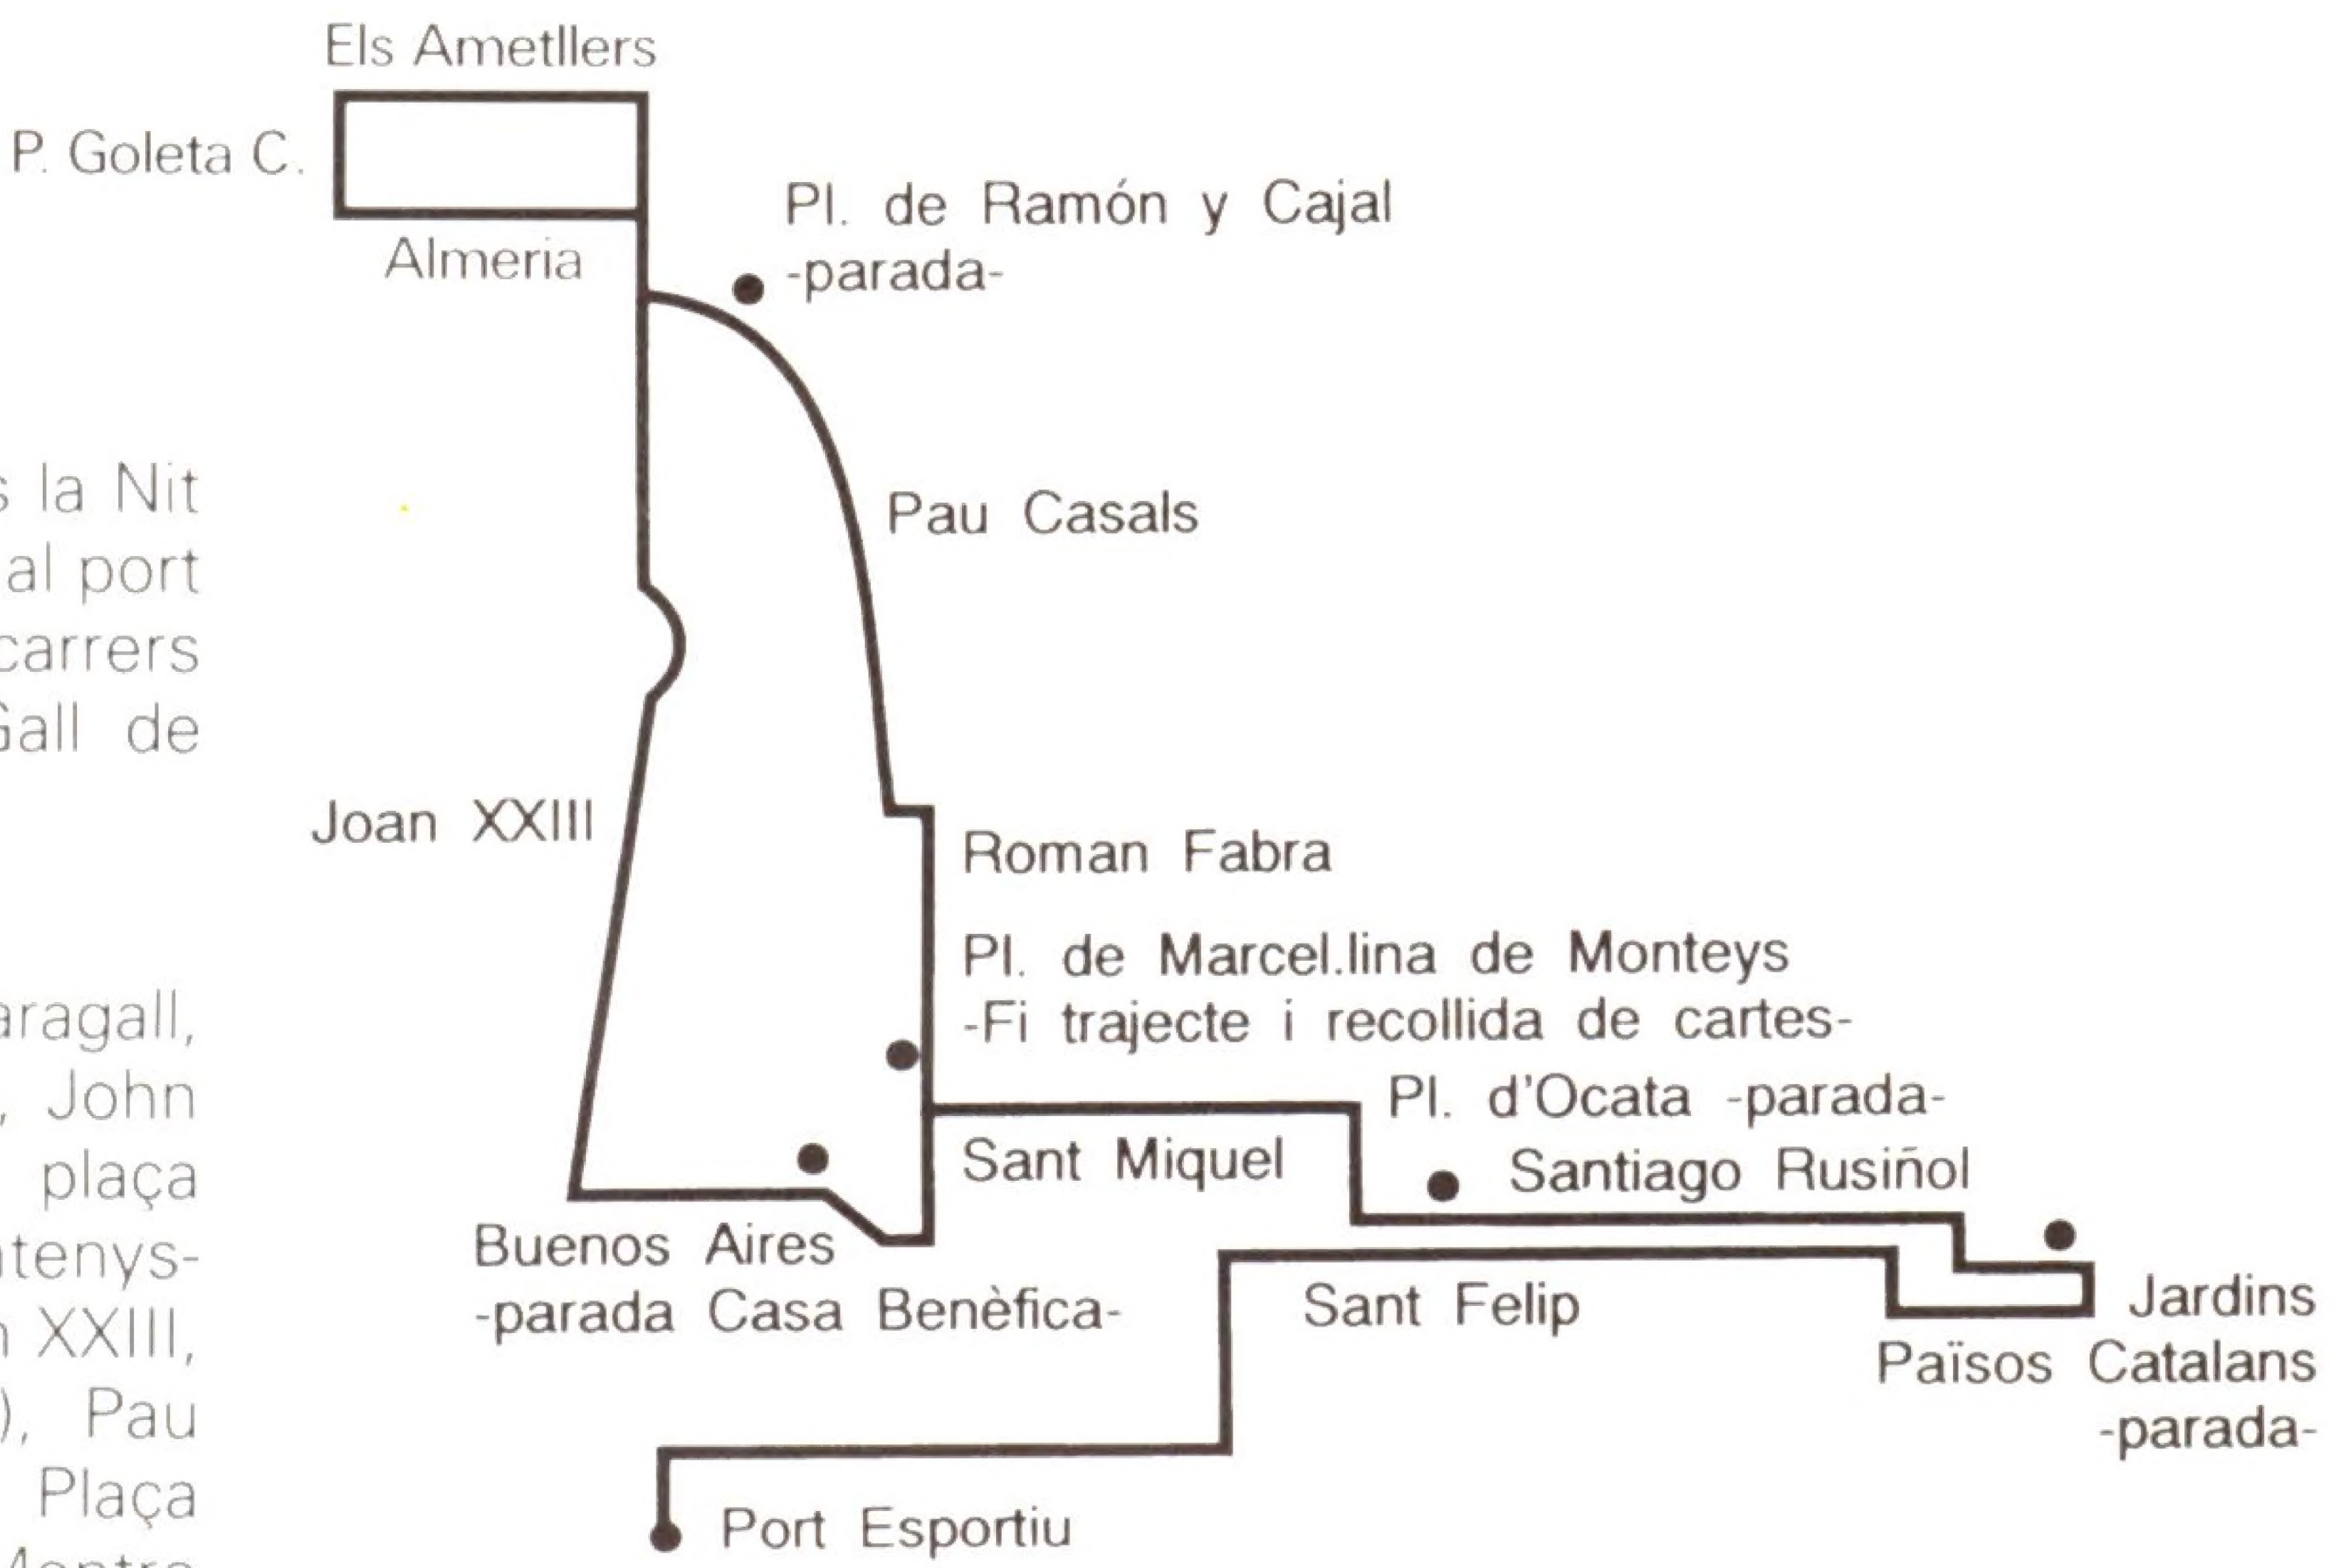 Els Ametllers
P. Goleta C.
Almeria
Pl. de Ramón y Cajal
-parada-
Pau Casals
Joan XXIII
Roman Fabra
Pl. de Marcel.lina de Monteys
-Fi trajecte i recollida de cartes-
Pl. d'Ocata -parada-
Sant Miquel
Santiago Rusiñol
Buenos Aires
-parada Casa Benèfica-
Sant Felip
Jardins
Països Catalans
-parada-
Port Esportiu
s la Nit
al port
carrers
Gall de
aragall,
, John
plaça
ntenys-
n XXIII,
), Pau
Plaça